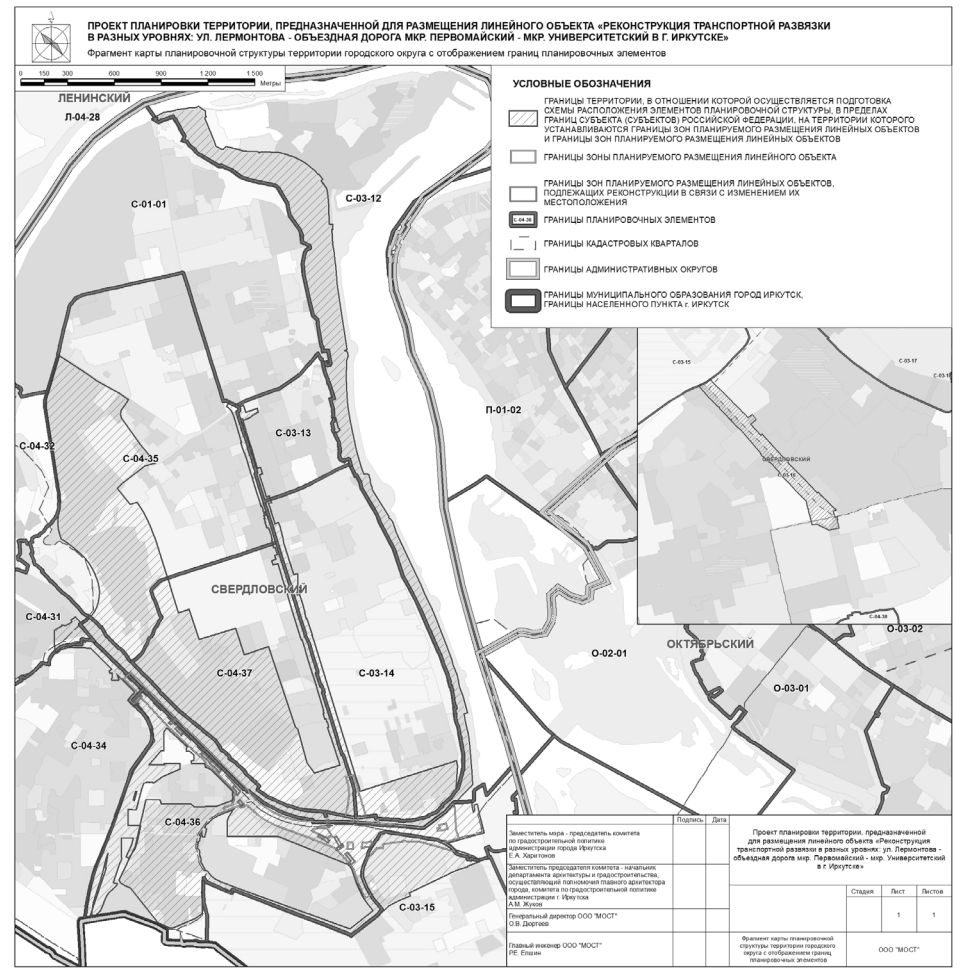 ПРОЕКТ ПЛАНИРОВКИ ТЕРРИТОРИИ, ПРЕДНАЗНАЧЕННОЙ ДЛЯ РАЗМЕЩЕНИЯ ЛИНЕЙНОГО ОБЪЕКТА «РЕКОНСТРУКЦИЯ ТРАНСПОРТНОЙ РАЗВЯЗКИ
В РАЗНЫХ УРОВНЯХ: УЛ. ЛЕРМОНТОВА - ОБЪЕЗДНАЯ ДОРОГА МКР. ПЕРВОМАЙСКИЙ - МКР. УНИВЕРСИТЕТСКИЙ В Г. ИРКУТСКЕ»
Фрагмент карты планировочной структуры территории городского округа с отображением границ планировочных элементов
0 150 300 600 900 1 200 1 500
Метры
УСЛОВНЫЕ ОБОЗНАЧЕНИЯ
ГРАНИЦЫ ТЕРРИТОРИИ, В ОТНОШЕНИИ КОТОРОЙ ОСУЩЕСТВЛЯЕТСЯ ПОДГОТОВКА
СХЕМЫ РАСПОЛОЖЕНИЯ ЭЛЕМЕНТОВ ПЛАНИРОВОЧНОЙ СТРУКТУРЫ, В ПРЕДЕЛАХ
ГРАНИЦ СУБЪЕКТА (СУБЪЕКТОВ) РОССИЙСКОЙ ФЕДЕРАЦИИ, НА ТЕРРИТОРИИ КОТОРОГО
УСТАНАВЛИВАЮТСЯ ГРАНИЦЫ ЗОН ПЛАНИРУЕМОГО РАЗМЕЩЕНИЯ ЛИНЕЙНЫХ ОБЪЕКТОВ
И ГРАНИЦЫ ЗОН ПЛАНИРУЕМОГО РАЗМЕЩЕНИЯ ЛИНЕЙНЫХ ОБЪЕКТОВ
ГРАНИЦЫ ЗОНЫ ПЛАНИРУЕМОГО РАЗМЕЩЕНИЯ ЛИНЕЙНОГО ОБЪЕКТА
ГРАНИЦЫ ЗОН ПЛАНИРУЕМОГО РАЗМЕЩЕНИЯ ЛИНЕЙНЫХ ОБЪЕКТОВ,
ПОДЛЕЖАЩИХ РЕКОНСТРУКЦИИ В СВЯЗИ С ИЗМЕНЕНИЕМ ИХ
МЕСТОПОЛОЖЕНИЯ
С-04-36 ГРАНИЦЫ ПЛАНИРОВОЧНЫХ ЭЛЕМЕНТОВ
ГРАНИЦЫ КАДАСТРОВЫХ КВАРТАЛОВ
ГРАНИЦЫ АДМИНИСТРАТИВНЫХ ОКРУГОВ
ГРАНИЦЫ МУНИЦИПАЛЬНОГО ОБРАЗОВАНИЯ ГОРОД ИРКУТСК,
ГРАНИЦЫ НАСЕЛЕННОГО ПУНКТА г. ИРКУТСК
ЛЕНИНСКИЙ
Л-04-28
С-01-01
С-03-12
С-03-15
С-03-17
П-01-02
С-03-13
С-04-32
С-04-35
СВЕРДЛОВСКИЙ
С-03-16
СВЕРДЛОВСКИЙ
С-04-31
С-04-38
О-03-02
ОКТЯБРЬСКИЙ
О-02-01
С-04-37
С-03-14
О-03-01
С-04-34
С-04-36
С-03-15
Подпись Дата
Заместитель мэра - председатель комитета
по градостроительной политике
администрации города Иркутска
Е.А. Харитонов
Заместитель председателя комитета - начальник
департамента архитектуры и градостроительства,
осуществляющий полномочия главного архитектора
города, комитета по градостроительной политике
администрации г. Иркутска
А.М. Жуков
Генеральный директор ООО "МОСТ"
О.В. Дюртеев
Главный инженер ООО "МОСТ"
Р.Е. Епшин
Проект планировки территории, предназначенной
для размещения линейного объекта «Реконструкция
транспортной развязки в разных уровнях: ул. Лермонтова -
объездная дорога мкр. Первомайский - мкр. Университетский
в г. Иркутске»
Стадия Лист Листов
1 1
Фрагмент карты планировочной
структуры территории городского
округа с отображением границ
планировочных элементов
ООО "МОСТ"